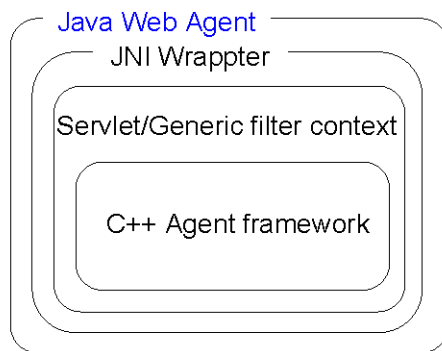 Java Web Agent
JNI Wrappter
Servlet/Generic filter context
C++ Agent framework